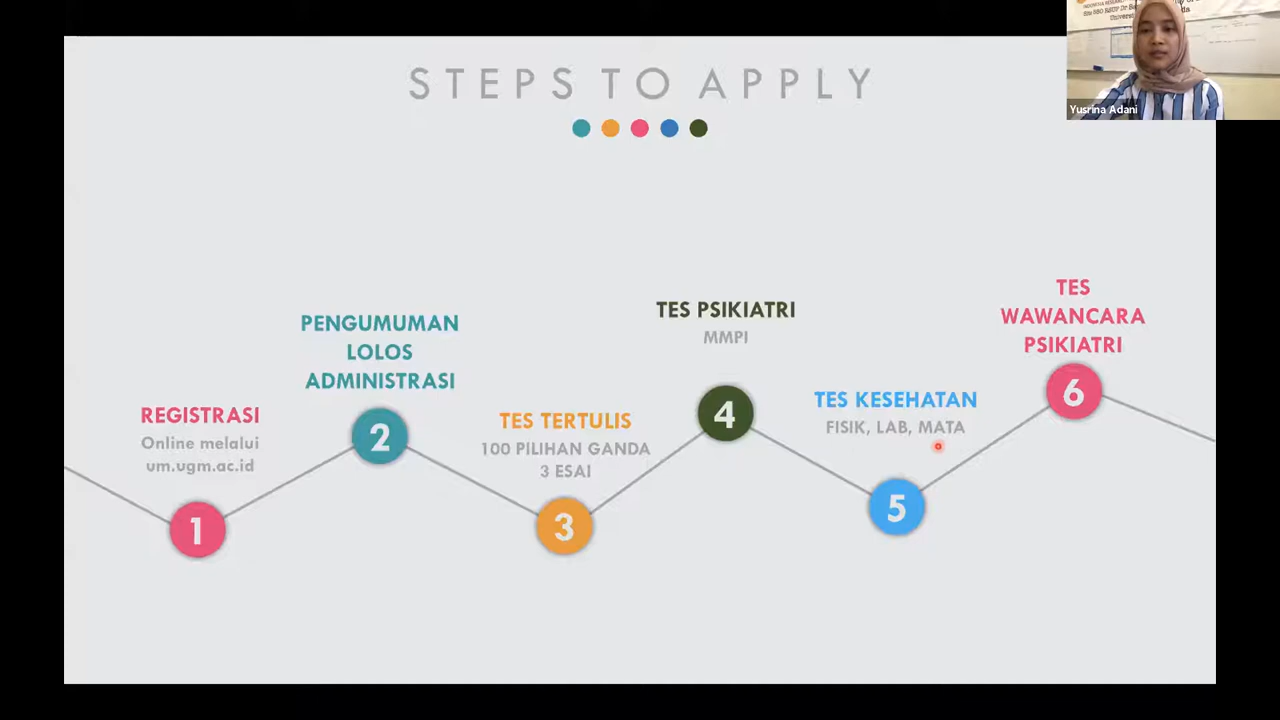 STEPS TO APPLY
Yusrina Adani
REGISTRASI
Online melalui
um.ugm.ac.id
1
PENGUMUMAN
LOLOS
ADMINISTRASI
2
TES TERTULIS
100 PILIHAN GANDA
3 ESAI
3
TES PSIKIATRI
MMPI
4
TES KESEHATAN
FISIK, LAB, MATA
5
TES
WAWANCARA
PSIKIATRI
6